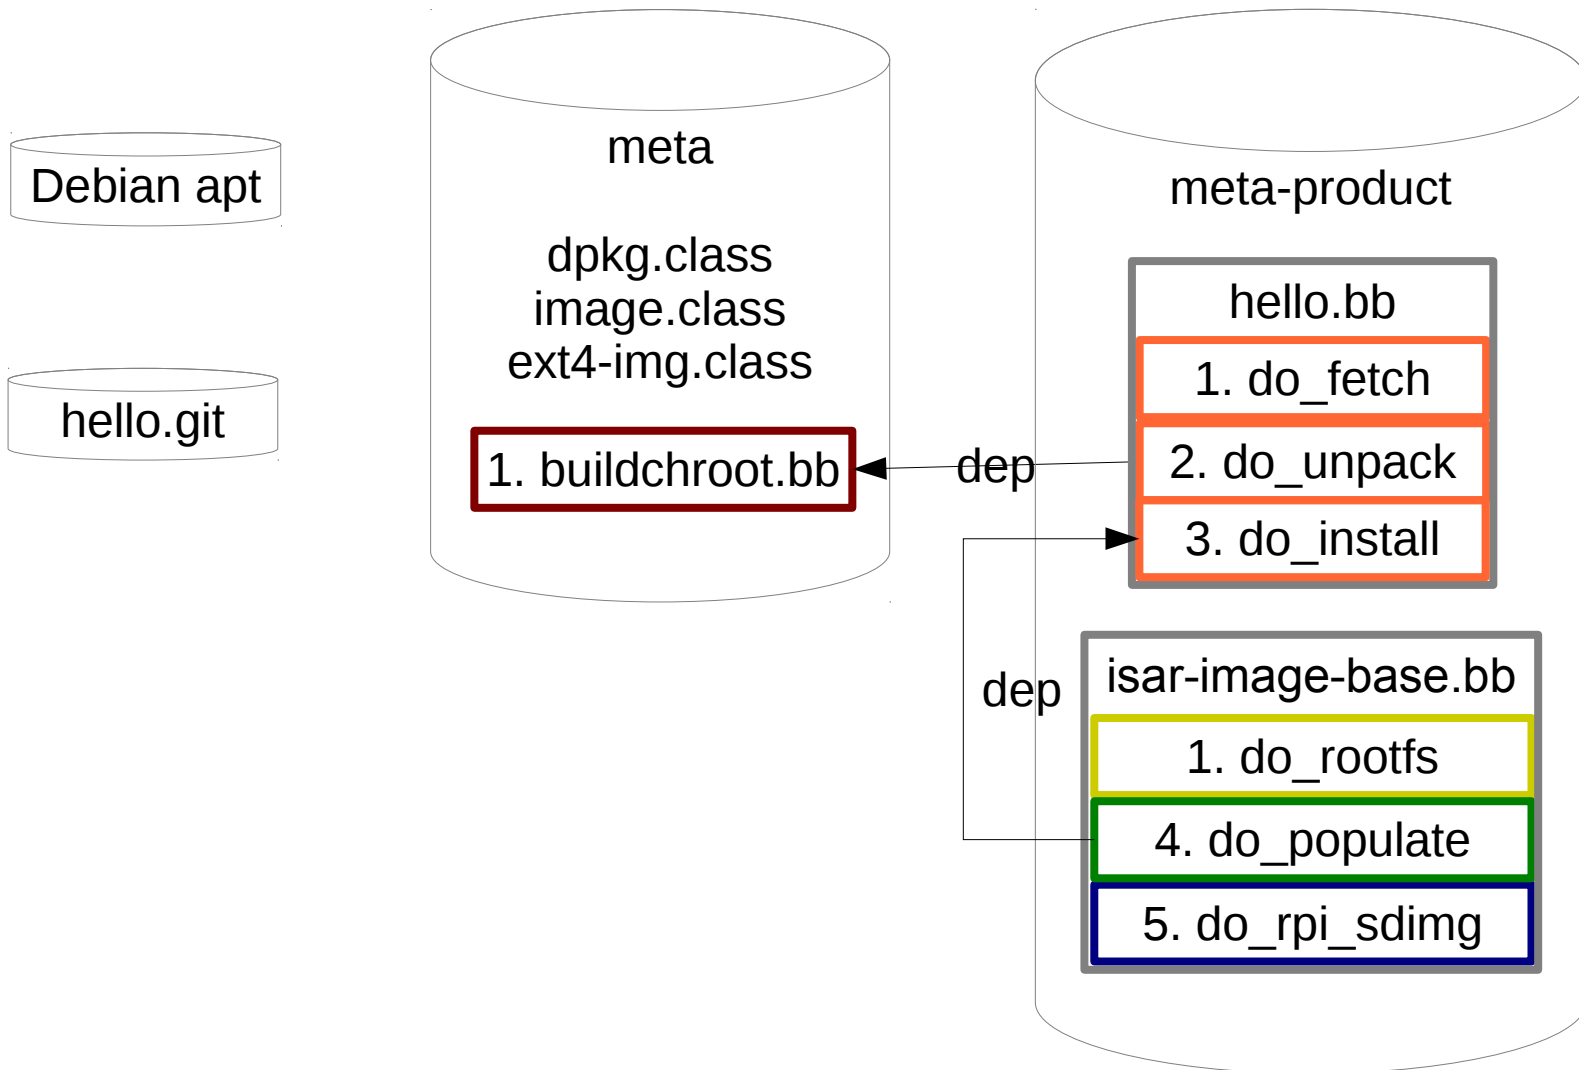 Debian apt
hello.git
meta
dpkg.class
image.class
ext4-img.class
1. buildchroot.bb
dep
dep
meta-product
hello.bb
1. do_fetch
2. do_unpack
3. do_install
isar-image-base.bb
1. do_rootfs
4. do_populate
5. do_rpi_sdimg